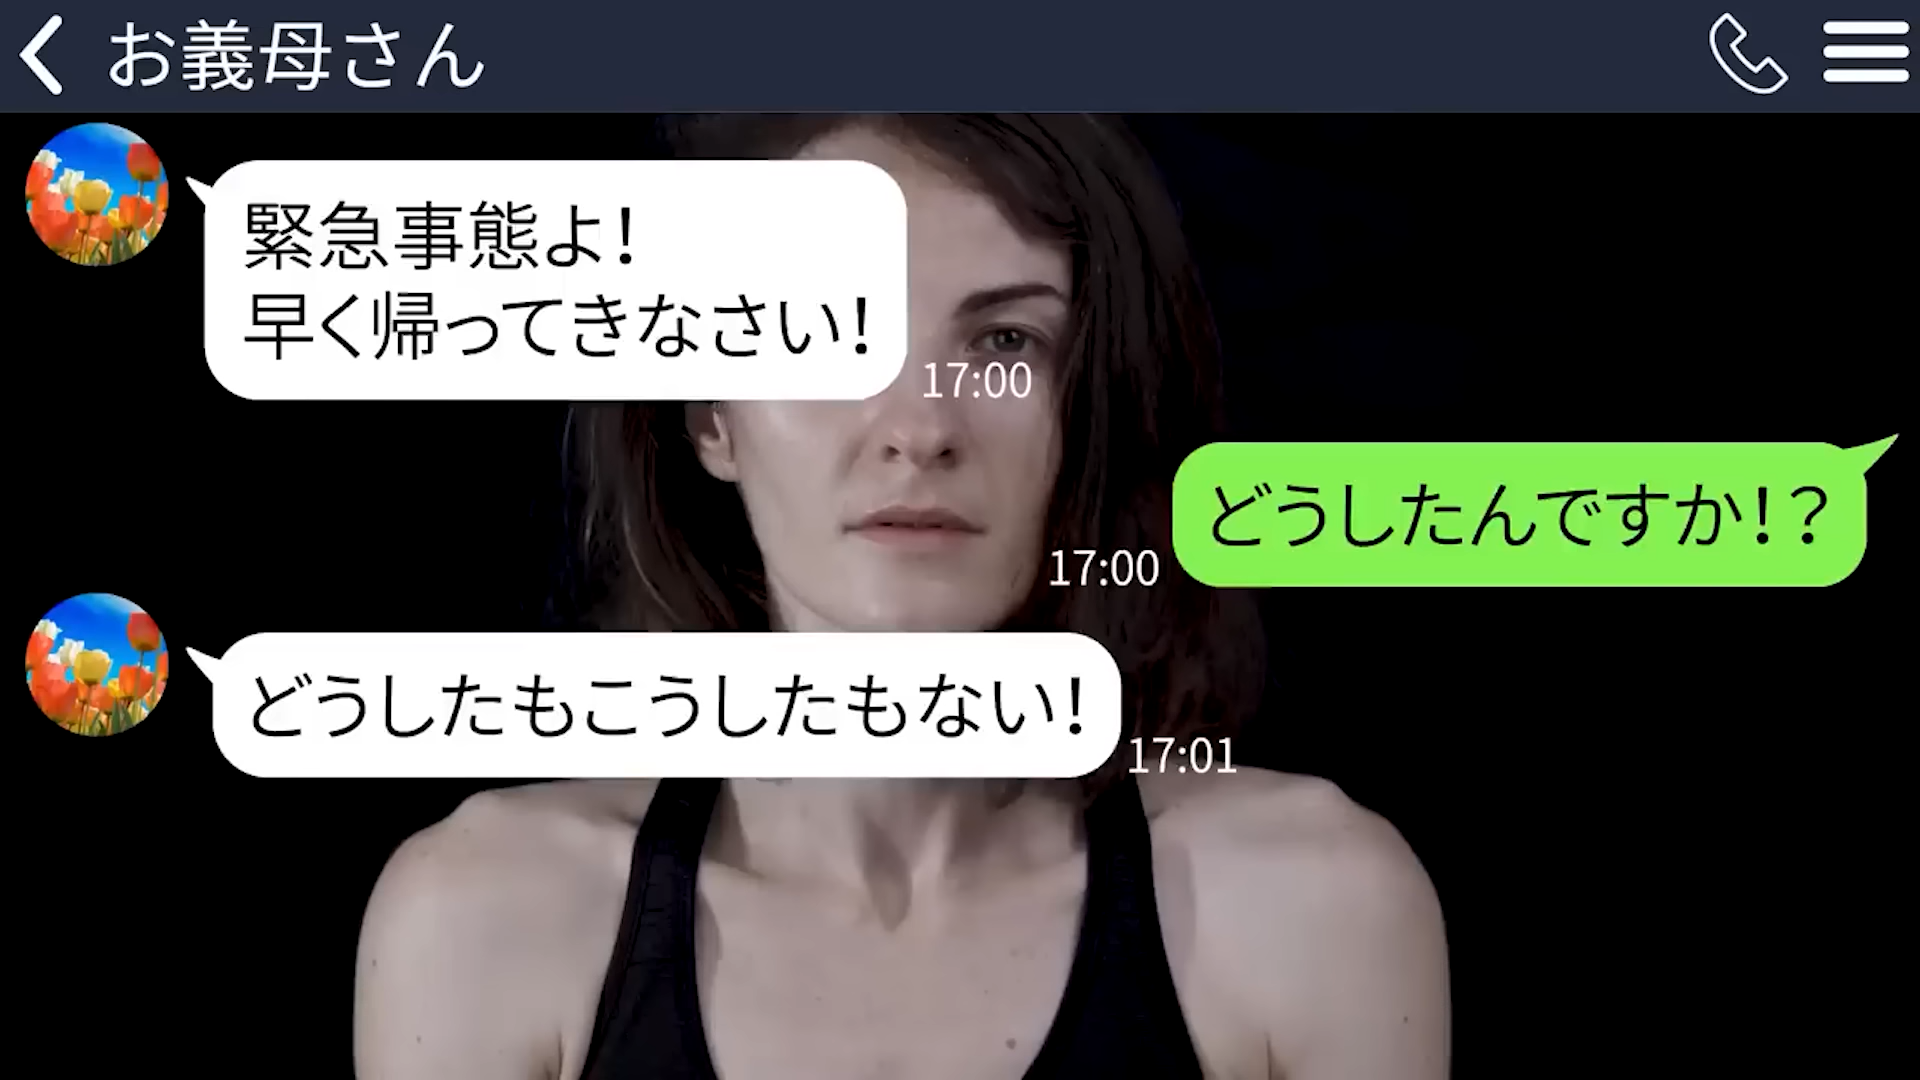 お義母さん
緊急事態よ！
早く帰ってきなさい！
17:00
どうしたんですか！？
17:00
どうしたもこうしたもない！
17:01